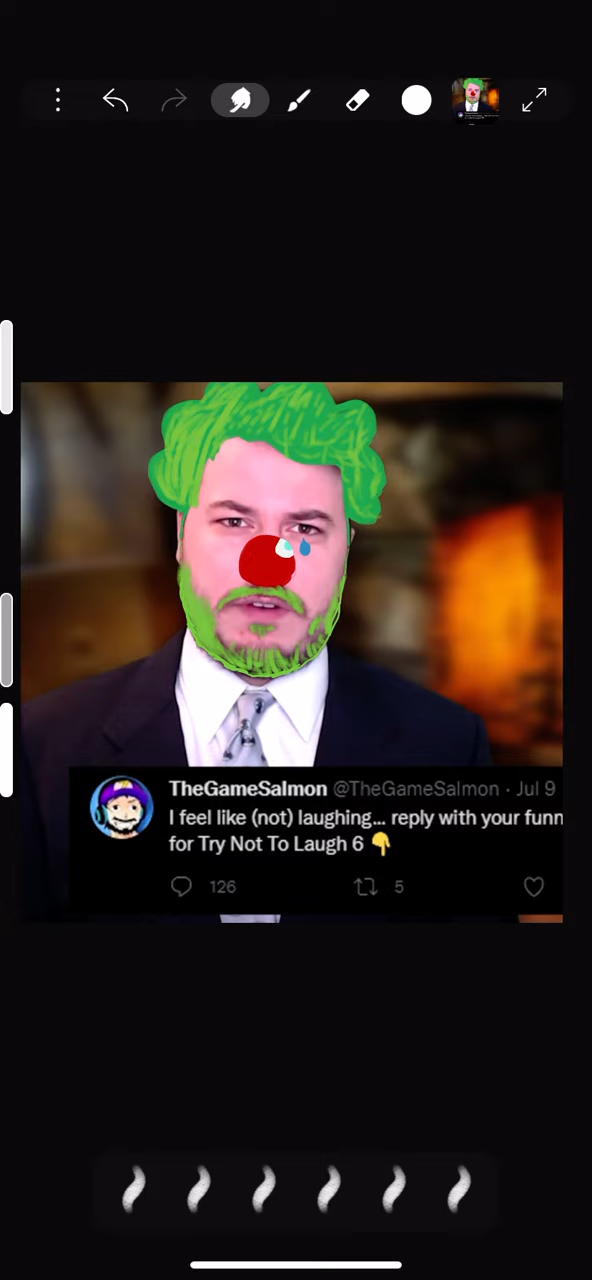 TheGameSalmon @TheGameSalmon · Jul 9
I feel like (not) laughing... reply with your funn
for Try Not To Laugh 6 👇
126 5